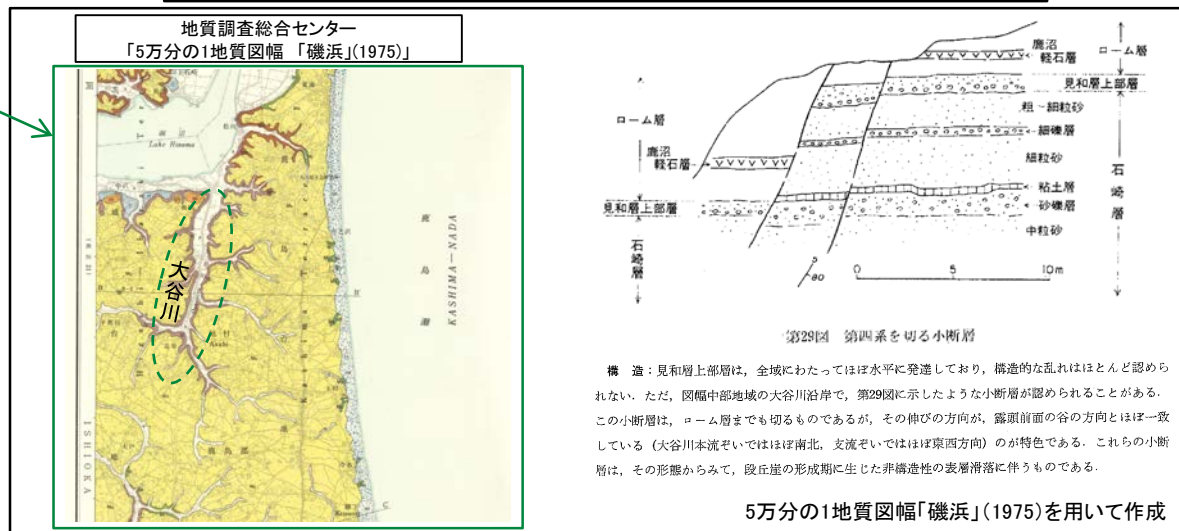 地質調査総合センター
「5万分の1地質図幅 「磯浜」(1975)」
Lake Hinuma
大谷川
鹿島灘
KASHIMA-NADA
ISHIOKA
鹿沼
軽石層
ローム層
見和層上部層
粗~細粒砂
細礫層
細粒砂
粘土層
砂礫層
中粒砂
石崎層
ローム層
鹿沼
軽石層
見和層上部層
石崎層
S
80
0 5 10m
第29図 第四系を切る小断層
構 造:見和層上部層は,全域にわたってほぼ水平に発達しており,構造的な乱れはほとんど認めら
れない.ただ,図幅中部地域の大谷川沿岸で,第29図に示したような小断層が認められることがある.
この小断層は,ローム層までも切るものであるが,その伸びの方向が,露頭前面の谷の方向とほぼ一致
している(大谷川本流ぞいではほぼ南北,支流ぞいではほぼ東西方向)のが特色である.これらの小断
層は,その形態からみて,段丘崖の形成期に生じた非構造性の表層滑落に伴うものである.
5万分の1地質図幅「磯浜」(1975)を用いて作成